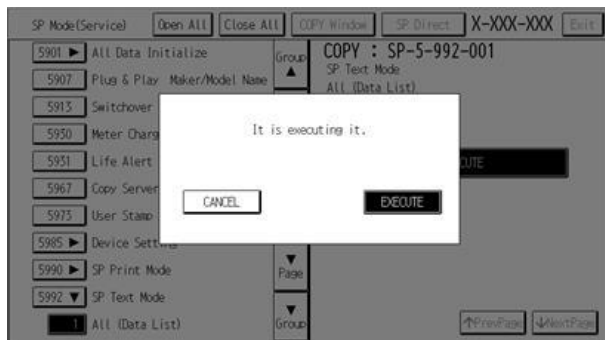 SP Mode(Service) Open All Close All COPY Window SP Direct X-XXX-XXX Exit
5901 ► All Data Initialize
5907 Plug & Play Maker/Model Name
5913 Switchover
5930 Meter Charg
5931 Life Alert
5967 Copy Server
5973 User Stamp
5985 ► Device Sett
5990 ► SP Print Mode
5992 ▼ SP Text Mode
1 All (Data List)
Group
▲
▼
Page
▼
Group
COPY : SP-5-992-001
SP Text Mode
All (Data List)
CUTE
↑PrevPage ↓NextPage
It is executing it.
CANCEL EXECUTE